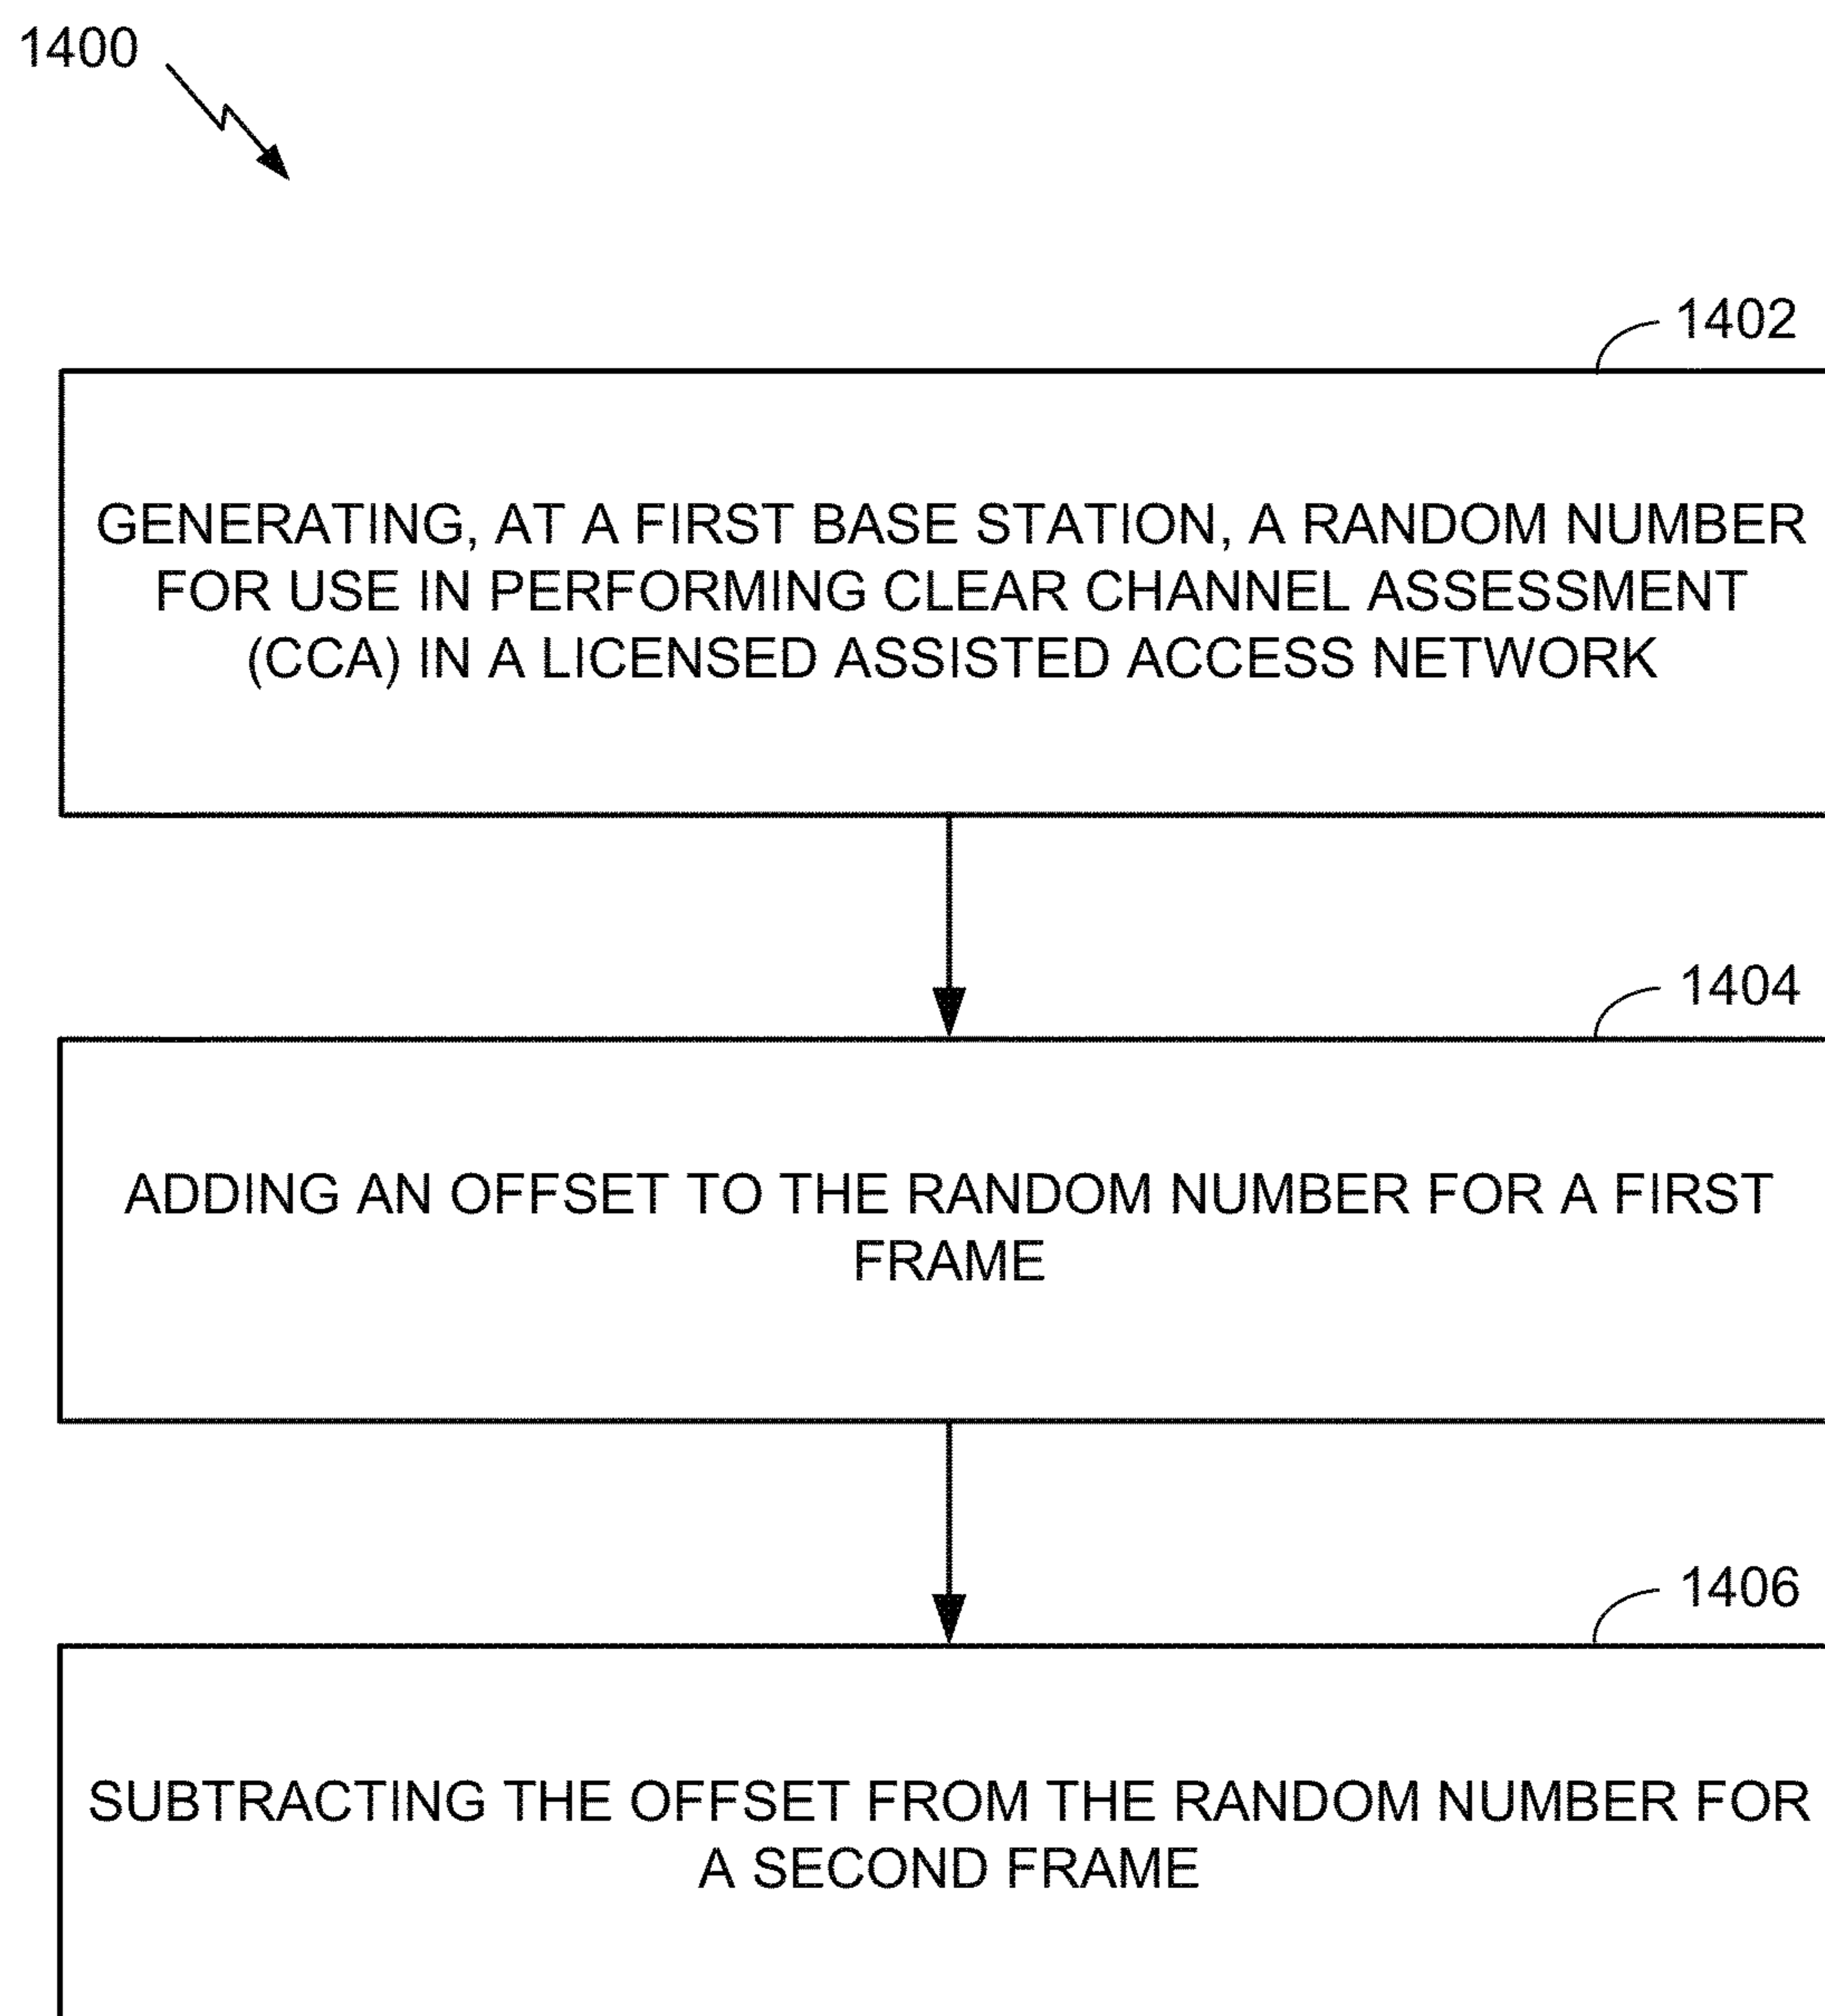 1400
1402
GENERATING, AT A FIRST BASE STATION, A RANDOM NUMBER
FOR USE IN PERFORMING CLEAR CHANNEL ASSESSMENT
(CCA) IN A LICENSED ASSISTED ACCESS NETWORK
1404
ADDING AN OFFSET TO THE RANDOM NUMBER FOR A FIRST
FRAME
1406
SUBTRACTING THE OFFSET FROM THE RANDOM NUMBER FOR
A SECOND FRAME